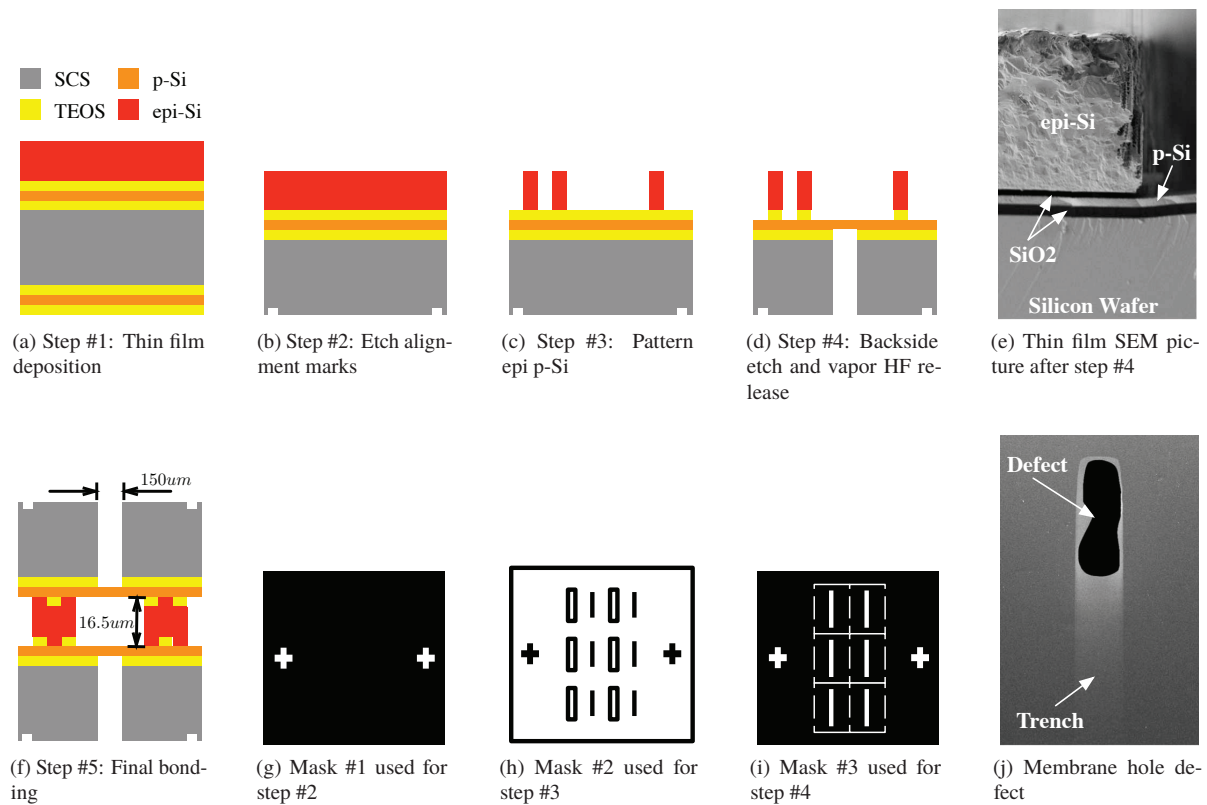 SCS
p-Si
TEOS
epi-Si
(a) Step #1: Thin film
deposition
(b) Step #2: Etch align-
ment marks
(c) Step #3: Pattern
epi p-Si
(d) Step #4: Backside
etch and vapor HF re-
lease
epi-Si
p-Si
SiO2
Silicon Wafer
(e) Thin film SEM pic-
ture after step #4
150um
16.5um
(f) Step #5: Final bond-
ing
(g) Mask #1 used for
step #2
(h) Mask #2 used for
step #3
(i) Mask #3 used for
step #4
Defect
Trench
(j) Membrane hole de-
fect